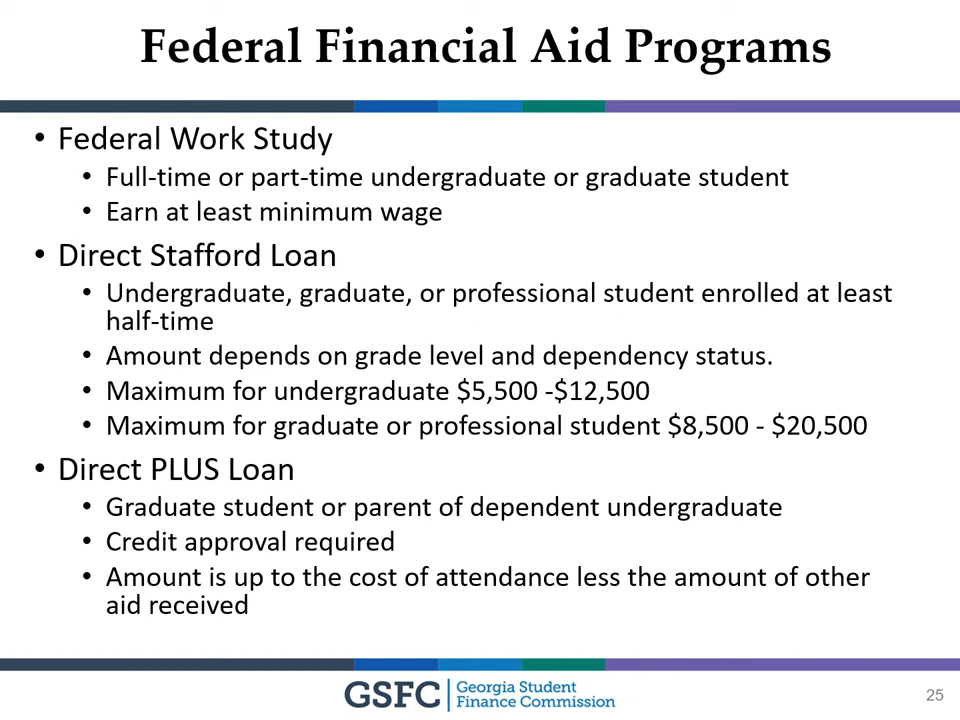 Federal Financial Aid Programs
• Federal Work Study
• Full-time or part-time undergraduate or graduate student
• Earn at least minimum wage
• Direct Stafford Loan
• Undergraduate, graduate, or professional student enrolled at least
half-time
• Amount depends on grade level and dependency status.
• Maximum for undergraduate $5,500 -$12,500
• Maximum for graduate or professional student $8,500 - $20,500
• Direct PLUS Loan
• Graduate student or parent of dependent undergraduate
• Credit approval required
• Amount is up to the cost of attendance less the amount of other
aid received
GSFC
Georgia Student
Finance Commission
25